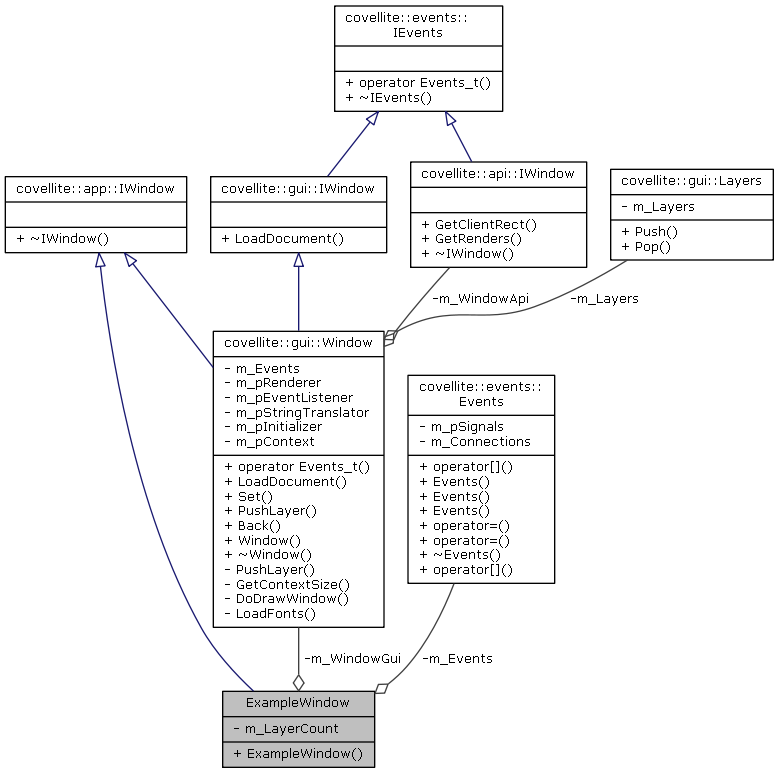 covellite::events::
IEvents
+ operator Events_t()
+ ~IEvents()
covellite::app::IWindow
+ ~IWindow()
covellite::gui::IWindow
+ LoadDocument()
covellite::api::IWindow
+ GetClientRect()
+ GetRenders()
+ ~IWindow()
covellite::gui::Layers
- m_Layers
+ Push()
+ Pop()
-m_WindowApi
-m_Layers
covellite::gui::Window
- m_Events
- m_pRenderer
- m_pEventListener
- m_pStringTranslator
- m_pInitializer
- m_pContext
+ operator Events_t()
+ LoadDocument()
+ Set()
+ PushLayer()
+ Back()
+ Window()
+ ~Window()
- PushLayer()
- GetContextSize()
- DoDrawWindow()
- LoadFonts()
covellite::events::
Events
- m_pSignals
- m_Connections
+ operator[]()
+ Events()
+ Events()
+ Events()
+ operator=()
+ operator=()
+ ~Events()
+ operator[]()
-m_WindowGui
-m_Events
ExampleWindow
- m_LayerCount
+ ExampleWindow()